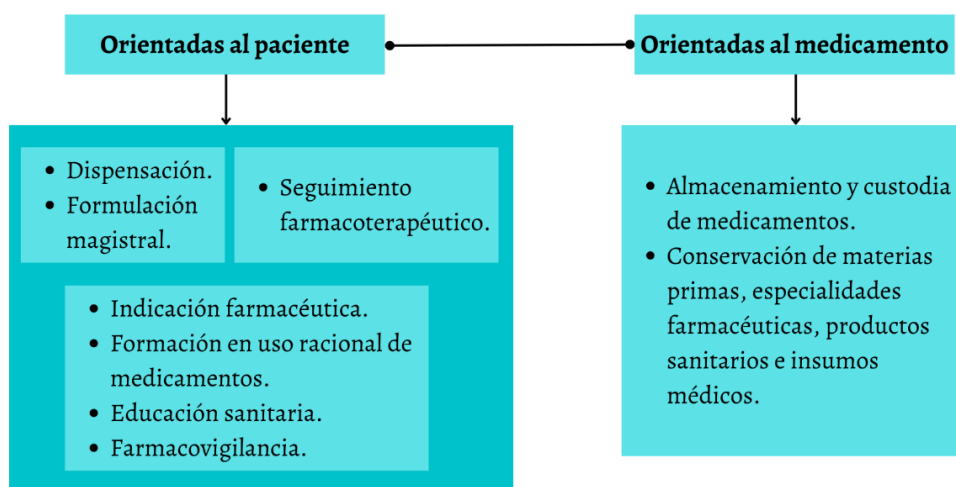 Orientadas al paciente
Orientadas al medicamento
• Dispensación.
• Formulación
magistral.
• Seguimiento
farmacoterapéutico.
• Indicación farmacéutica.
• Formación en uso racional de
medicamentos.
• Educación sanitaria.
• Farmacovigilancia.
• Almacenamiento y custodia
de medicamentos.
• Conservación de materias
primas, especialidades
farmacéuticas, productos
sanitarios e insumos
médicos.